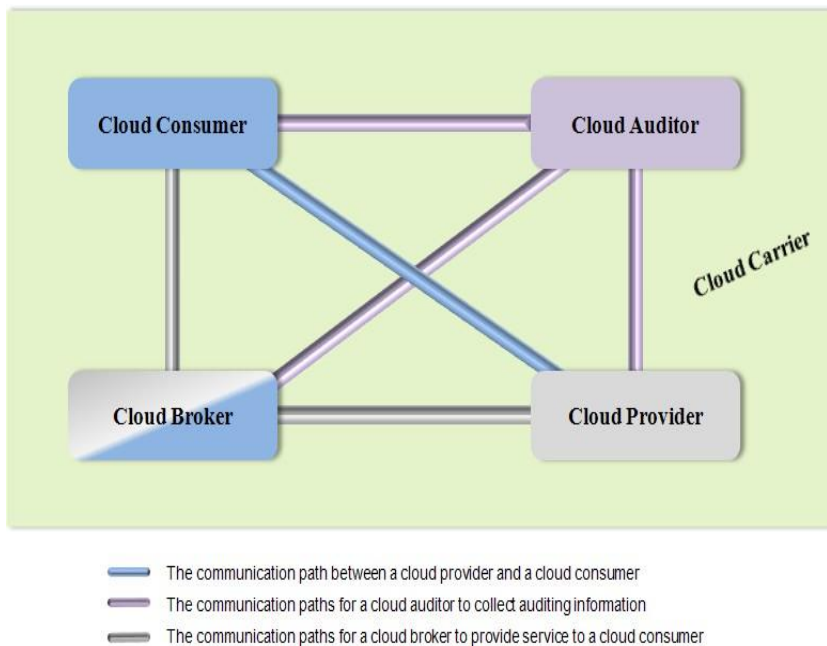 Cloud Consumer
Cloud Auditor
Cloud Carrier
Cloud Broker
Cloud Provider
The communication path between a cloud provider and a cloud consumer
The communication paths for a cloud auditor to collect auditing information
The communication paths for a cloud broker to provide service to a cloud consumer